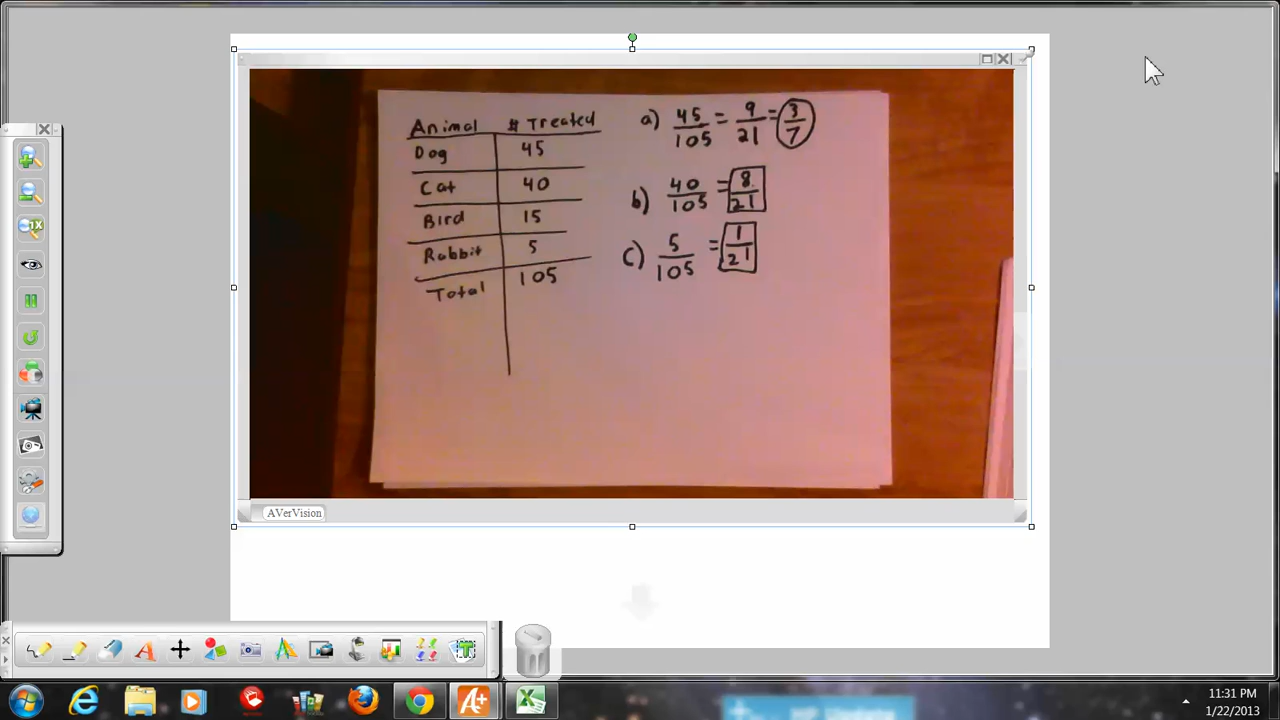 Animal # Treated
Dog 45
Cat 40
Bird 15
Rabbit 5
Total 105
a) 45/105 = 9/21 = 3/7
b) 40/105 = 8/21
c) 5/105 = 1/21
AVerVision
11:31 PM
1/22/2013